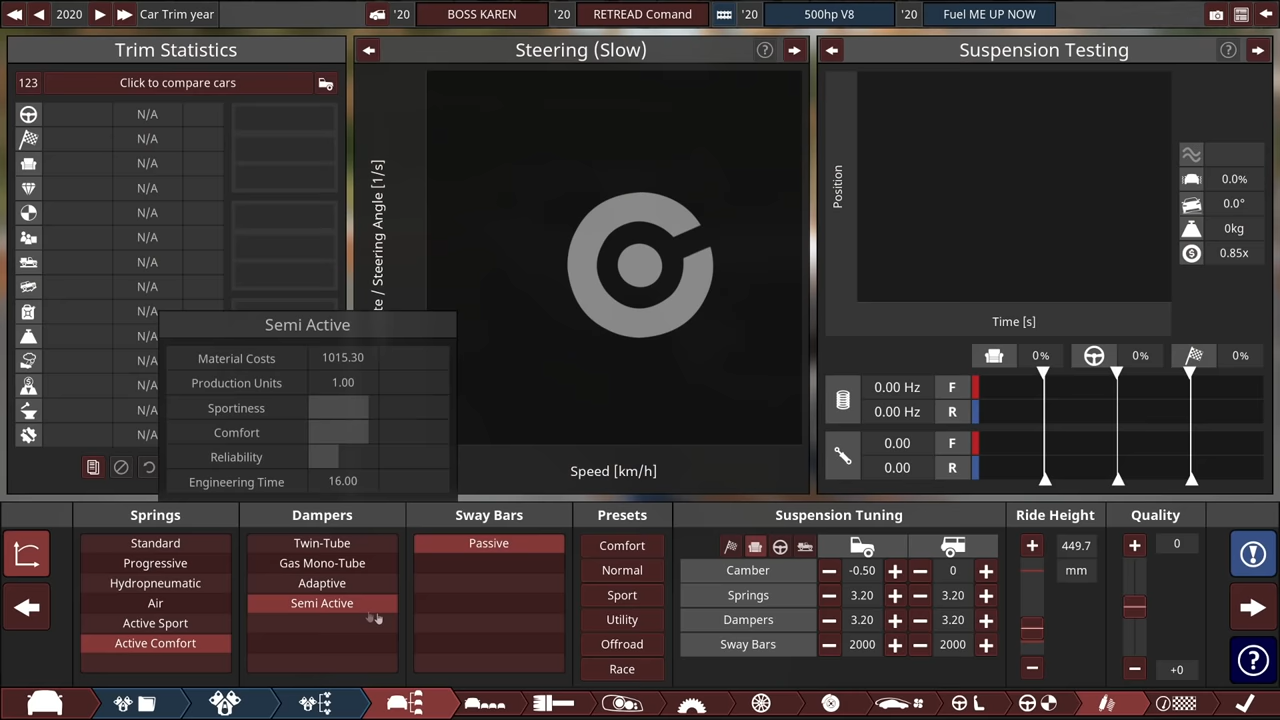 2020 Car Trim year '20 BOSS KAREN '20 RETREAD Comand '20 500hp V8 '20 Fuel ME UP NOW
Trim Statistics
123 Click to compare cars
N/A
N/A
N/A
N/A
N/A
N/A
N/A
N/A
N/A
N/A
N/A
N/A
N/A
N/A
Semi Active
Material Costs 1015.30
Production Units 1.00
Sportiness
Comfort
Reliability
Engineering Time 16.00
Steering (Slow) ?
te / Steering Angle [1/s]
Speed [km/h]
Suspension Testing ?
Position
Time [s]
0.0%
0.0°
0kg
0.85x
0% 0% 0%
0.00 Hz F
0.00 Hz R
0.00 F
0.00 R
Springs
Standard
Progressive
Hydropneumatic
Air
Active Sport
Active Comfort
Dampers
Twin-Tube
Gas Mono-Tube
Adaptive
Semi Active
Sway Bars
Passive
Presets
Comfort
Normal
Sport
Utility
Offroad
Race
Suspension Tuning
Camber − -0.50 + − 0 +
Springs − 3.20 + − 3.20 +
Dampers − 3.20 + − 3.20 +
Sway Bars − 2000 + − 2000 +
Ride Height
+ 449.7
mm
−
Quality
+ 0
− +0
!
?